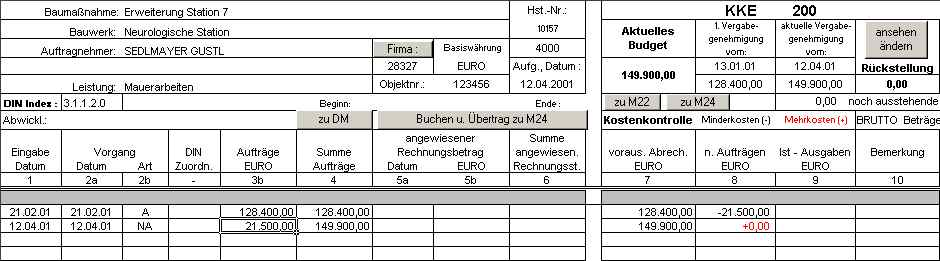 Baumaßnahme: Erweiterung Station 7
Hst.-Nr.:
KKE 200
Bauwerk: Neurologische Station
10157
Aktuelles Budget
1. Vergabe-genehmigung vom:
aktuelle Vergabe-genehmigung vom:
ansehen ändern
Auftragnehmer: SEDLMAYER GUSTL
Firma :
Basiswährung
4000
28327
EURO
Aufg., Datum :
149.900,00
13.01.01
12.04.01
Rückstellung
Leistung: Mauerarbeiten
Objektnr.:
123456
12.04.2001
128.400,00
149.900,00
0,00
DIN Index : 3.1.1.2.0
Beginn:
Ende :
zu M22
zu M24
0,00 noch ausstehende
Abwickl.:
zu DM
Buchen u. Übertrag zu M24
Kostenkontrolle
Minderkosten (-)
Mehrkosten (+)
BRUTTO Beträge
Eingabe Datum
Vorgang
Datum
Art
DIN Zuordn.
Aufträge EURO
Summe Aufträge
angewiesener Rechnungsbetrag
Datum
EURO
Summe angewiesen. Rechnungsst.
voraus. Abrech. EURO
n. Aufträgen EURO
Ist - Ausgaben EURO
Bemerkung
1 2a 2b - 3b 4 5a 5b 6 7 8 9 10
21.02.01 21.02.01 A 128.400,00 128.400,00 128.400,00 -21.500,00
12.04.01 12.04.01 NA 21.500,00 149.900,00 149.900,00 +0,00